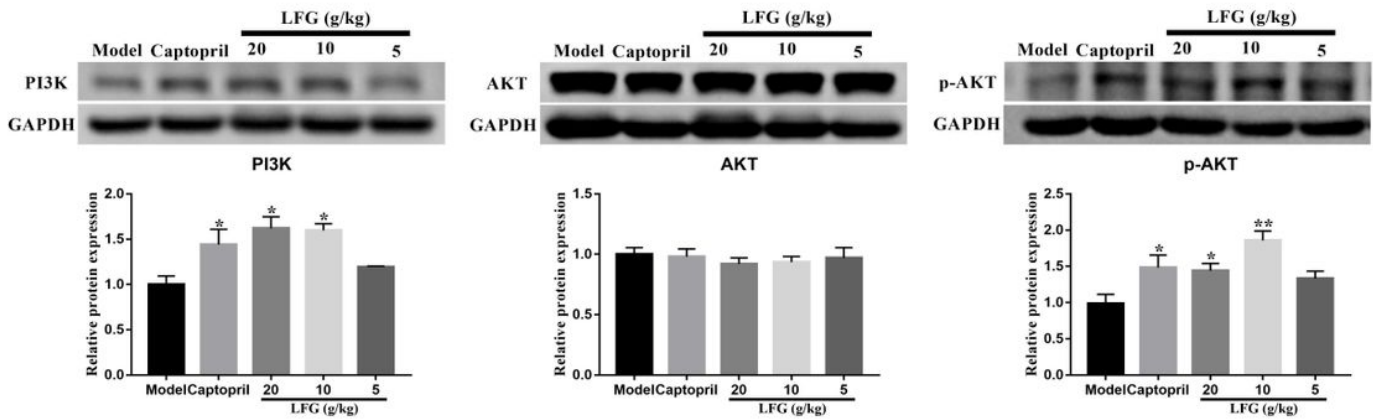 LFG (g/kg)
Model Captopril 20 10 5
PI3K
GAPDH
PI3K
Relative protein expression
2.0
1.5
1.0
0.5
0.0
* * *
Model Captopril 20 10 5
LFG (g/kg)
LFG (g/kg)
Model Captopril 20 10 5
AKT
GAPDH
AKT
Relative protein expression
1.5
1.0
0.5
0.0
Model Captopril 20 10 5
LFG (g/kg)
LFG (g/kg)
Model Captopril 20 10 5
p-AKT
GAPDH
p-AKT
Relative protein expression
2.5
2.0
1.5
1.0
0.5
0.0
* * **
Model Captopril 20 10 5
LFG (g/kg)